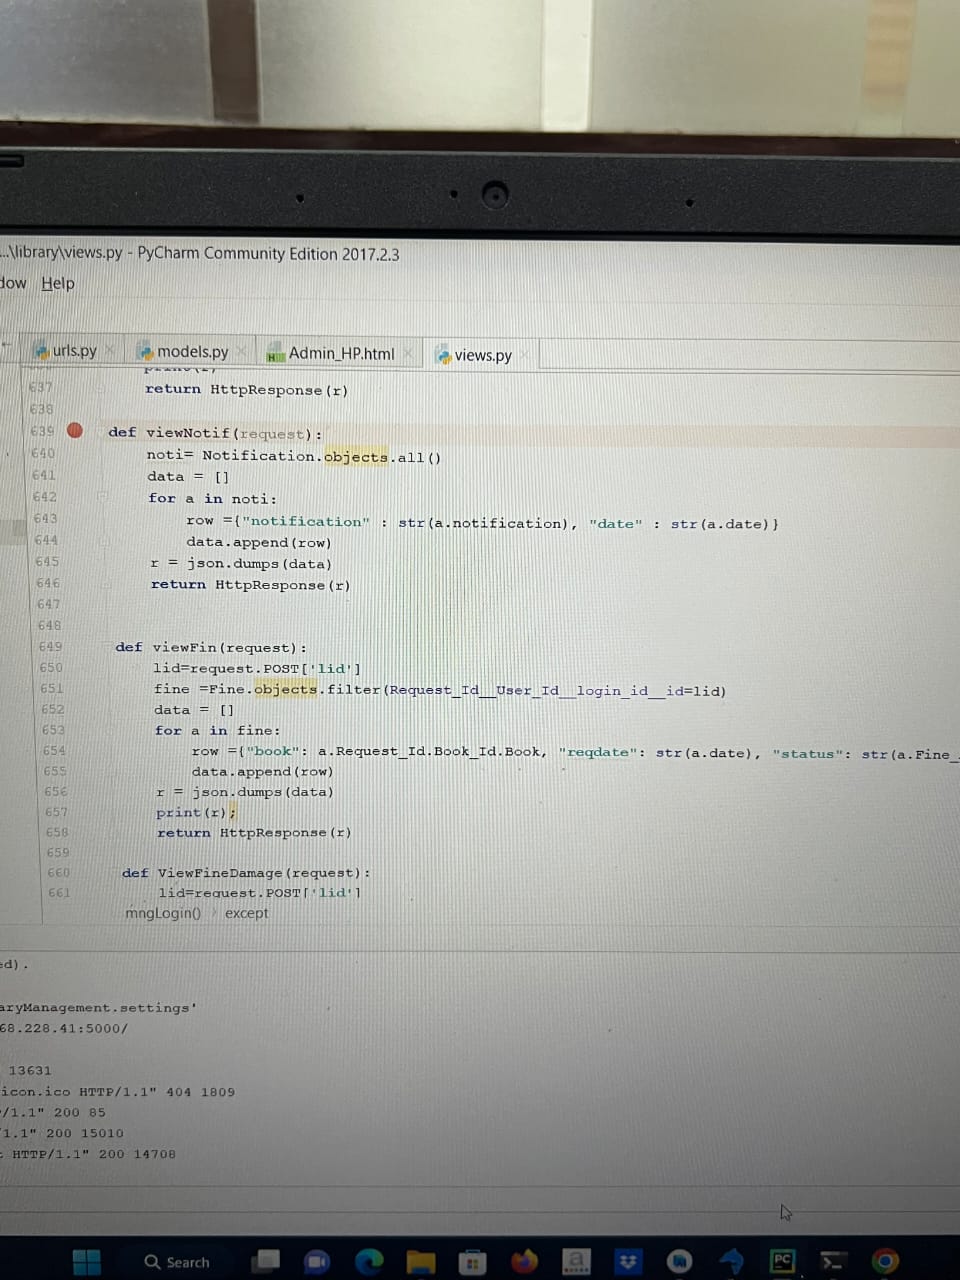 ...\library\views.py - PyCharm Community Edition 2017.2.3
Help
urls.py
models.py
H
Admin_HP.html
views.py
637 return HttpResponse(r)
638
639 def viewNotif(request):
640 noti= Notification.objects.all()
641 data = []
642 for a in noti:
643 row ={"notification" : str(a.notification), "date" : str(a.date)}
644 data.append(row)
645 r = json.dumps(data)
646 return HttpResponse(r)
647
648
649 def viewFin(request):
650 lid=request.POST['lid']
651 fine =Fine.objects.filter(Request_Id__User_Id__login_id__id=lid)
652 data = []
653 for a in fine:
654 row ={"book": a.Request_Id.Book_Id.Book, "reqdate": str(a.date), "status": str(a.Fine_
655 data.append(row)
656 r = json.dumps(data)
657 print(r);
658 return HttpResponse(r)
659
660 def ViewFineDamage(request):
661 lid=request.POST['lid']
mngLogin() › except
ed).
aryManagement.settings'
68.228.41:5000/
13631
icon.ico HTTP/1.1" 404 1809
/1.1" 200 85
1.1" 200 15010
HTTP/1.1" 200 14708
Search
a
PC